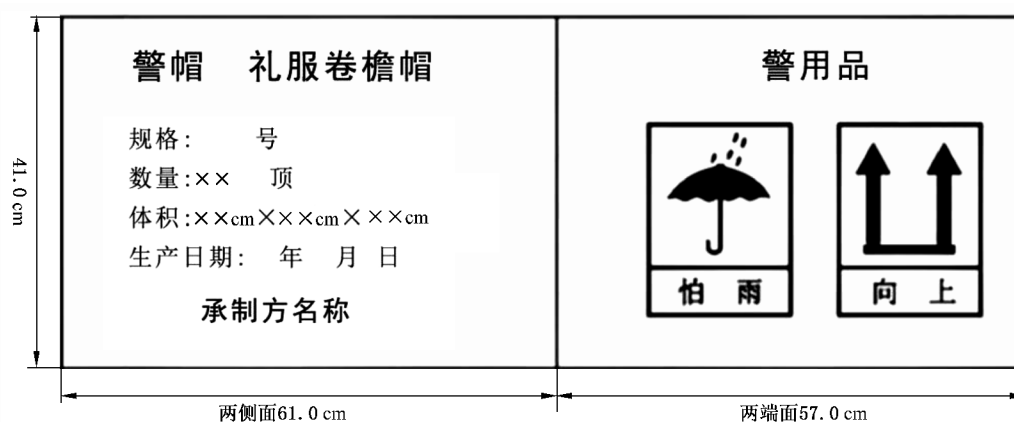 警帽 礼服卷檐帽
规格: 号
数量:×× 顶
体积:××cm×××cm×××cm
生产日期: 年 月 日
承制方名称
警用品
怕 雨
向 上
41.0 cm
两侧面61.0 cm
两端面57.0 cm